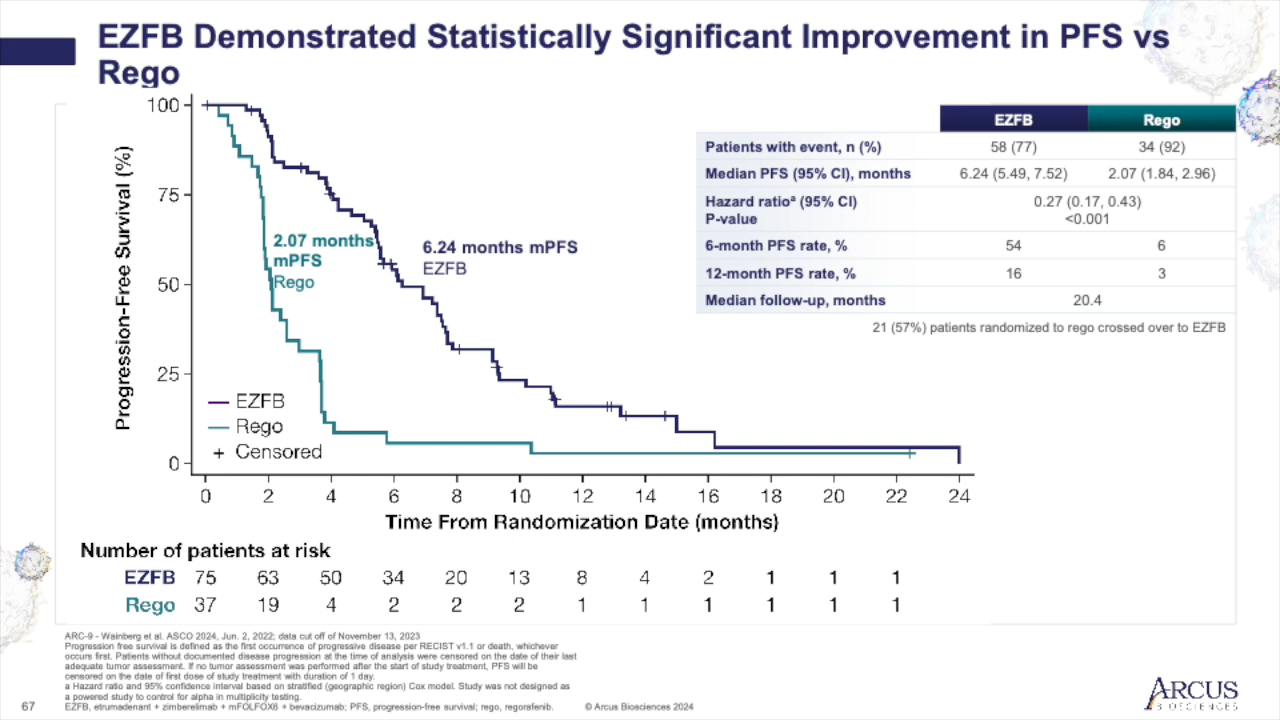 EZFB Demonstrated Statistically Significant Improvement in PFS vs
Rego
Progression-Free Survival (%)
100
75
50
25
0
2.07 months
mPFS
Rego
6.24 months mPFS
EZFB
EZFB
Rego
+ Censored
0 2 4 6 8 10 12 14 16 18 20 22 24
Time From Randomization Date (months)
EZFB Rego
Patients with event, n (%) 58 (77) 34 (92)
Median PFS (95% CI), months 6.24 (5.49, 7.52) 2.07 (1.84, 2.96)
Hazard ratioᵃ (95% CI) 0.27 (0.17, 0.43)
P-value <0.001
6-month PFS rate, % 54 6
12-month PFS rate, % 16 3
Median follow-up, months 20.4
21 (57%) patients randomized to rego crossed over to EZFB
Number of patients at risk
EZFB 75 63 50 34 20 13 8 4 2 1 1 1
Rego 37 19 4 2 2 2 1 1 1 1 1 1
ARC-9 - Wainberg et al. ASCO 2024, Jun. 2, 2022; data cut off of November 13, 2023
Progression free survival is defined as the first occurrence of progressive disease per RECIST v1.1 or death, whichever
occurs first. Patients without documented disease progression at the time of analysis were censored on the date of their last
adequate tumor assessment. If no tumor assessment was performed after the start of study treatment, PFS will be
censored on the date of first dose of study treatment with duration of 1 day.
a Hazard ratio and 95% confidence interval based on stratified (geographic region) Cox model. Study was not designed as
a powered study to control for alpha in multiplicity testing.
EZFB, etrumadenant + zimberelimab + mFOLFOX6 + bevacizumab; PFS, progression-free survival; rego, regorafenib.
© Arcus Biosciences 2024
67
ARCUS
BIOSCIENCES